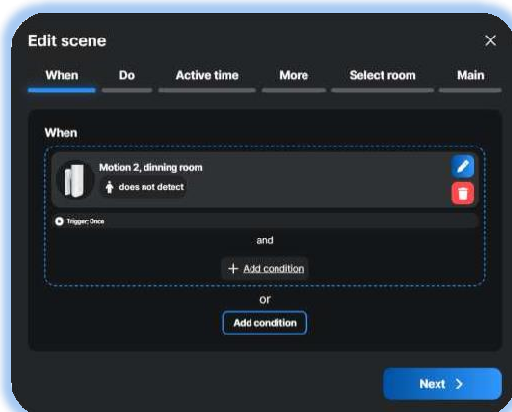 Edit scene
When Do Active time More Select room Main
When
Motion 2, dinning room
does not detect
Trigger: Once
and
+ Add condition
or
Add condition
Next >